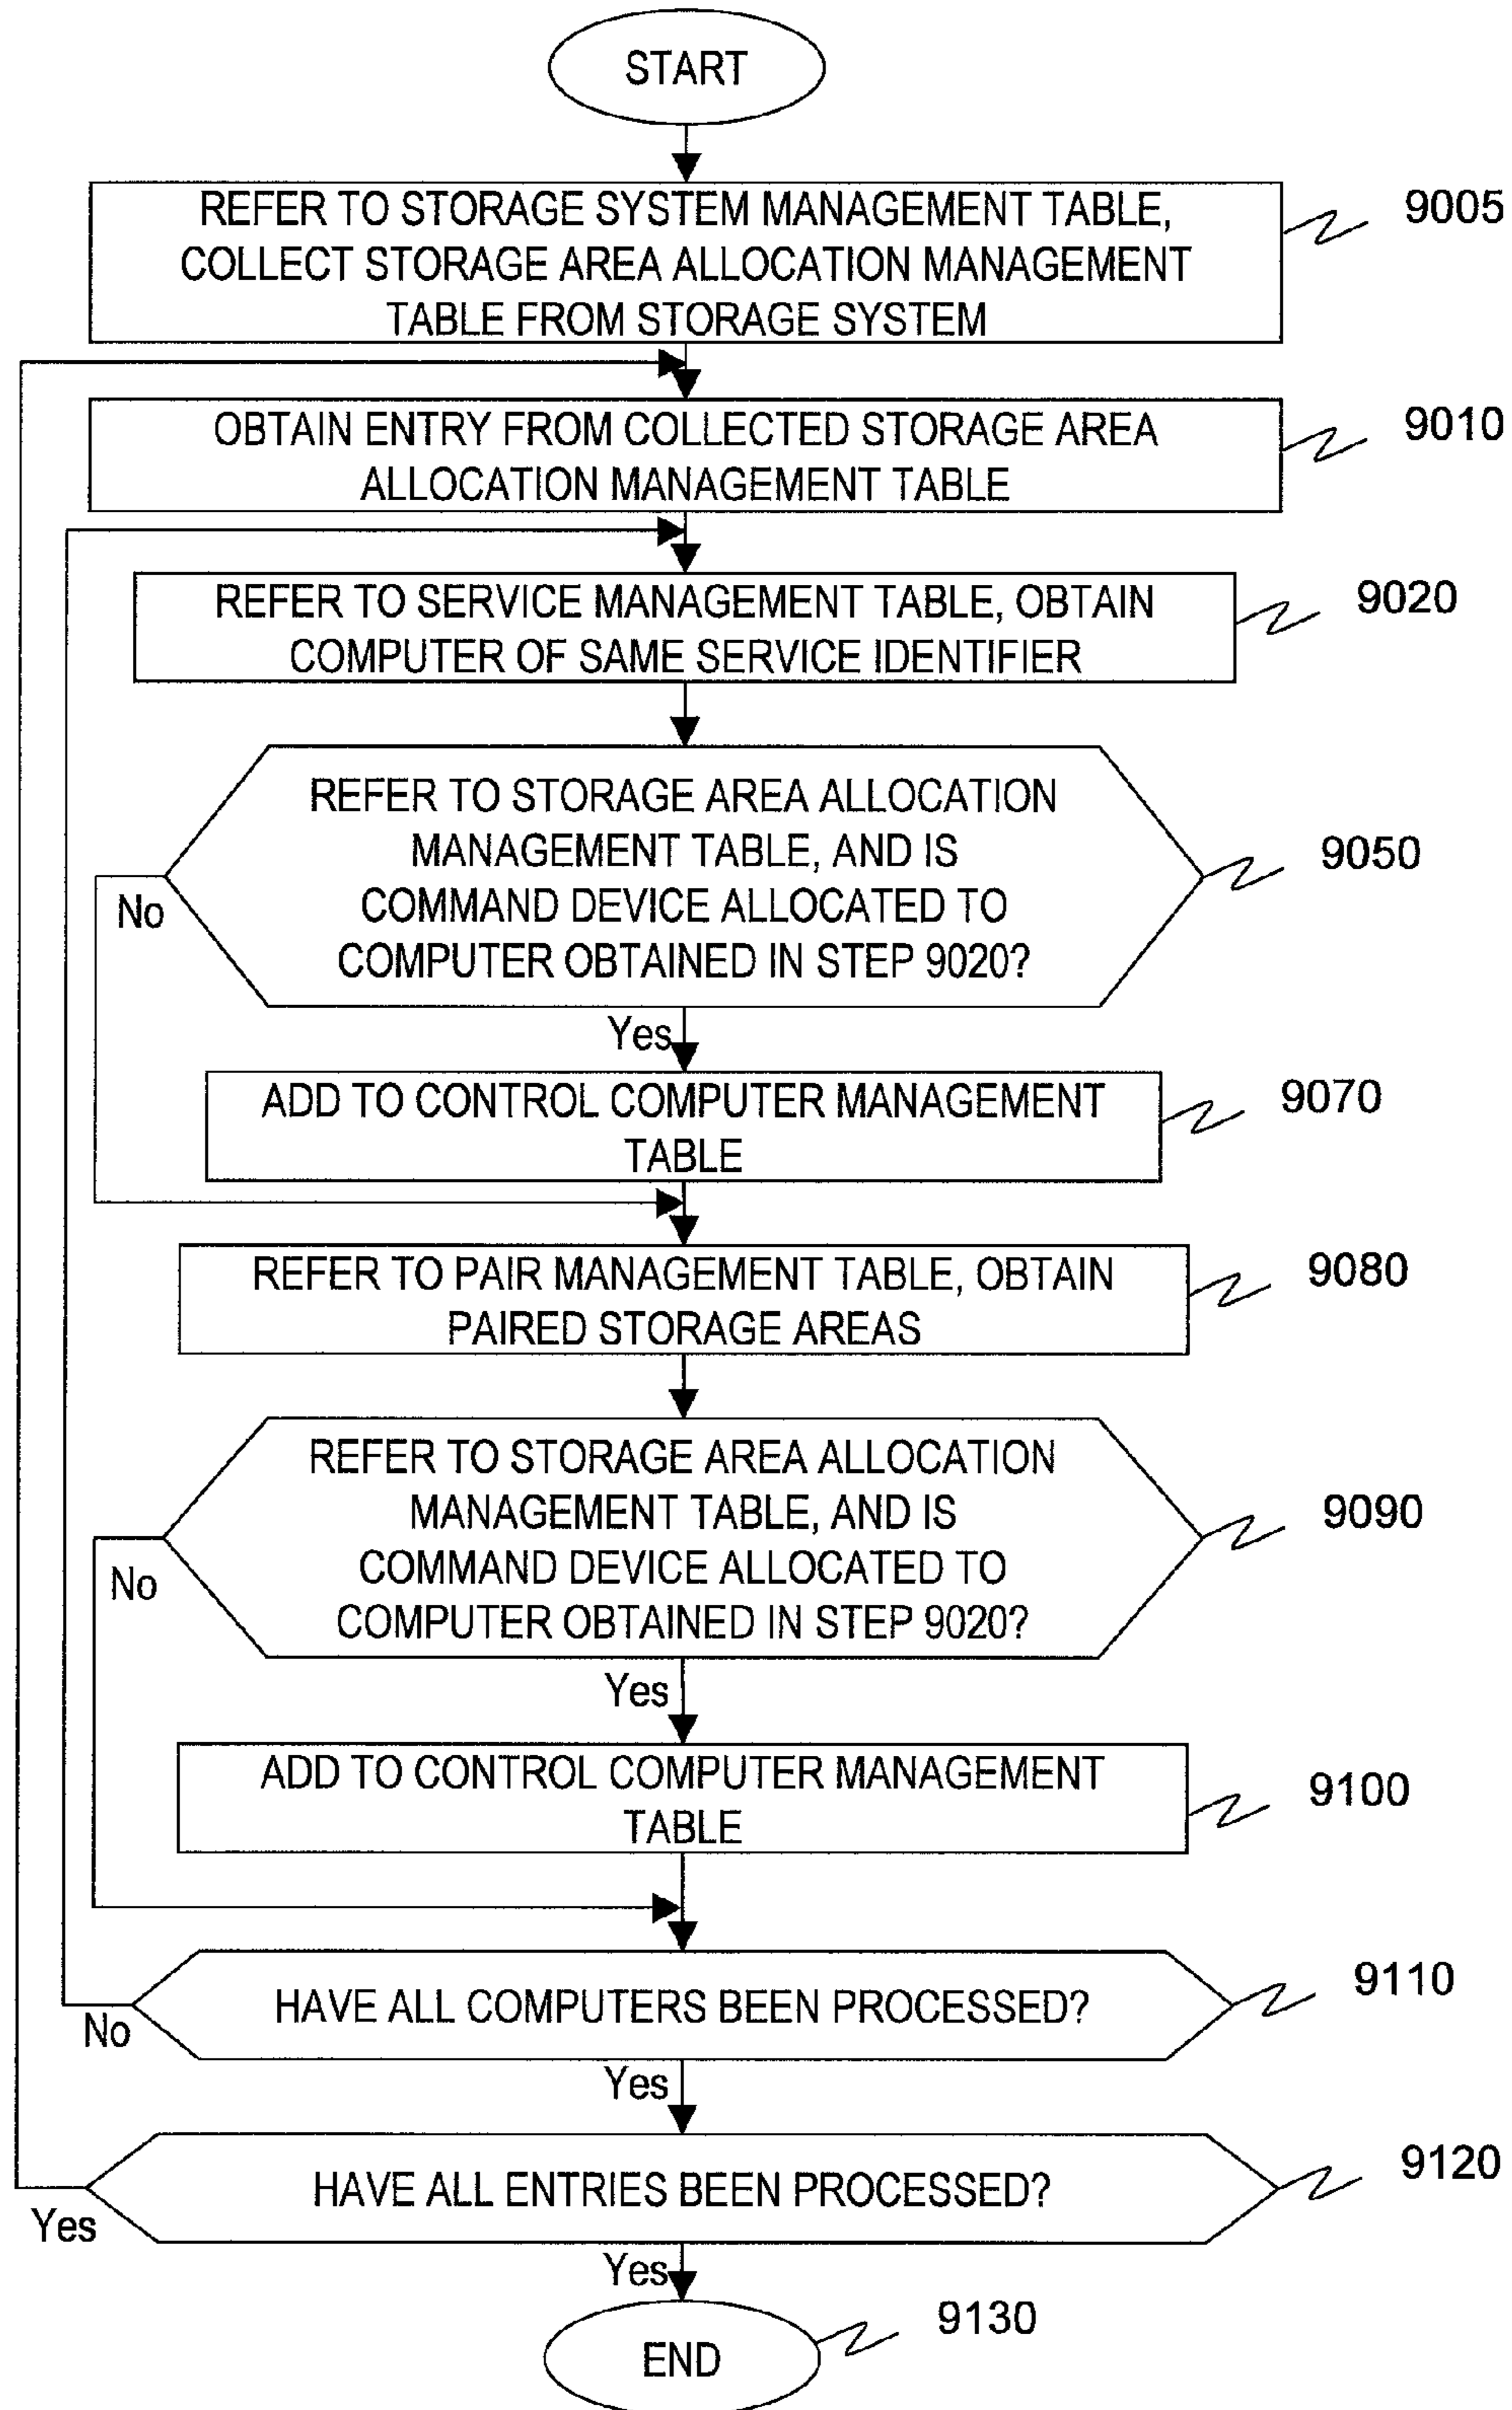 START
REFER TO STORAGE SYSTEM MANAGEMENT TABLE,
COLLECT STORAGE AREA ALLOCATION MANAGEMENT
TABLE FROM STORAGE SYSTEM
9005
OBTAIN ENTRY FROM COLLECTED STORAGE AREA
ALLOCATION MANAGEMENT TABLE
9010
REFER TO SERVICE MANAGEMENT TABLE, OBTAIN
COMPUTER OF SAME SERVICE IDENTIFIER
9020
REFER TO STORAGE AREA ALLOCATION
MANAGEMENT TABLE, AND IS
COMMAND DEVICE ALLOCATED TO
COMPUTER OBTAINED IN STEP 9020?
9050
No
Yes
ADD TO CONTROL COMPUTER MANAGEMENT
TABLE
9070
REFER TO PAIR MANAGEMENT TABLE, OBTAIN
PAIRED STORAGE AREAS
9080
REFER TO STORAGE AREA ALLOCATION
MANAGEMENT TABLE, AND IS
COMMAND DEVICE ALLOCATED TO
COMPUTER OBTAINED IN STEP 9020?
9090
No
Yes
ADD TO CONTROL COMPUTER MANAGEMENT
TABLE
9100
HAVE ALL COMPUTERS BEEN PROCESSED?
9110
No
Yes
HAVE ALL ENTRIES BEEN PROCESSED?
9120
Yes
Yes
END
9130